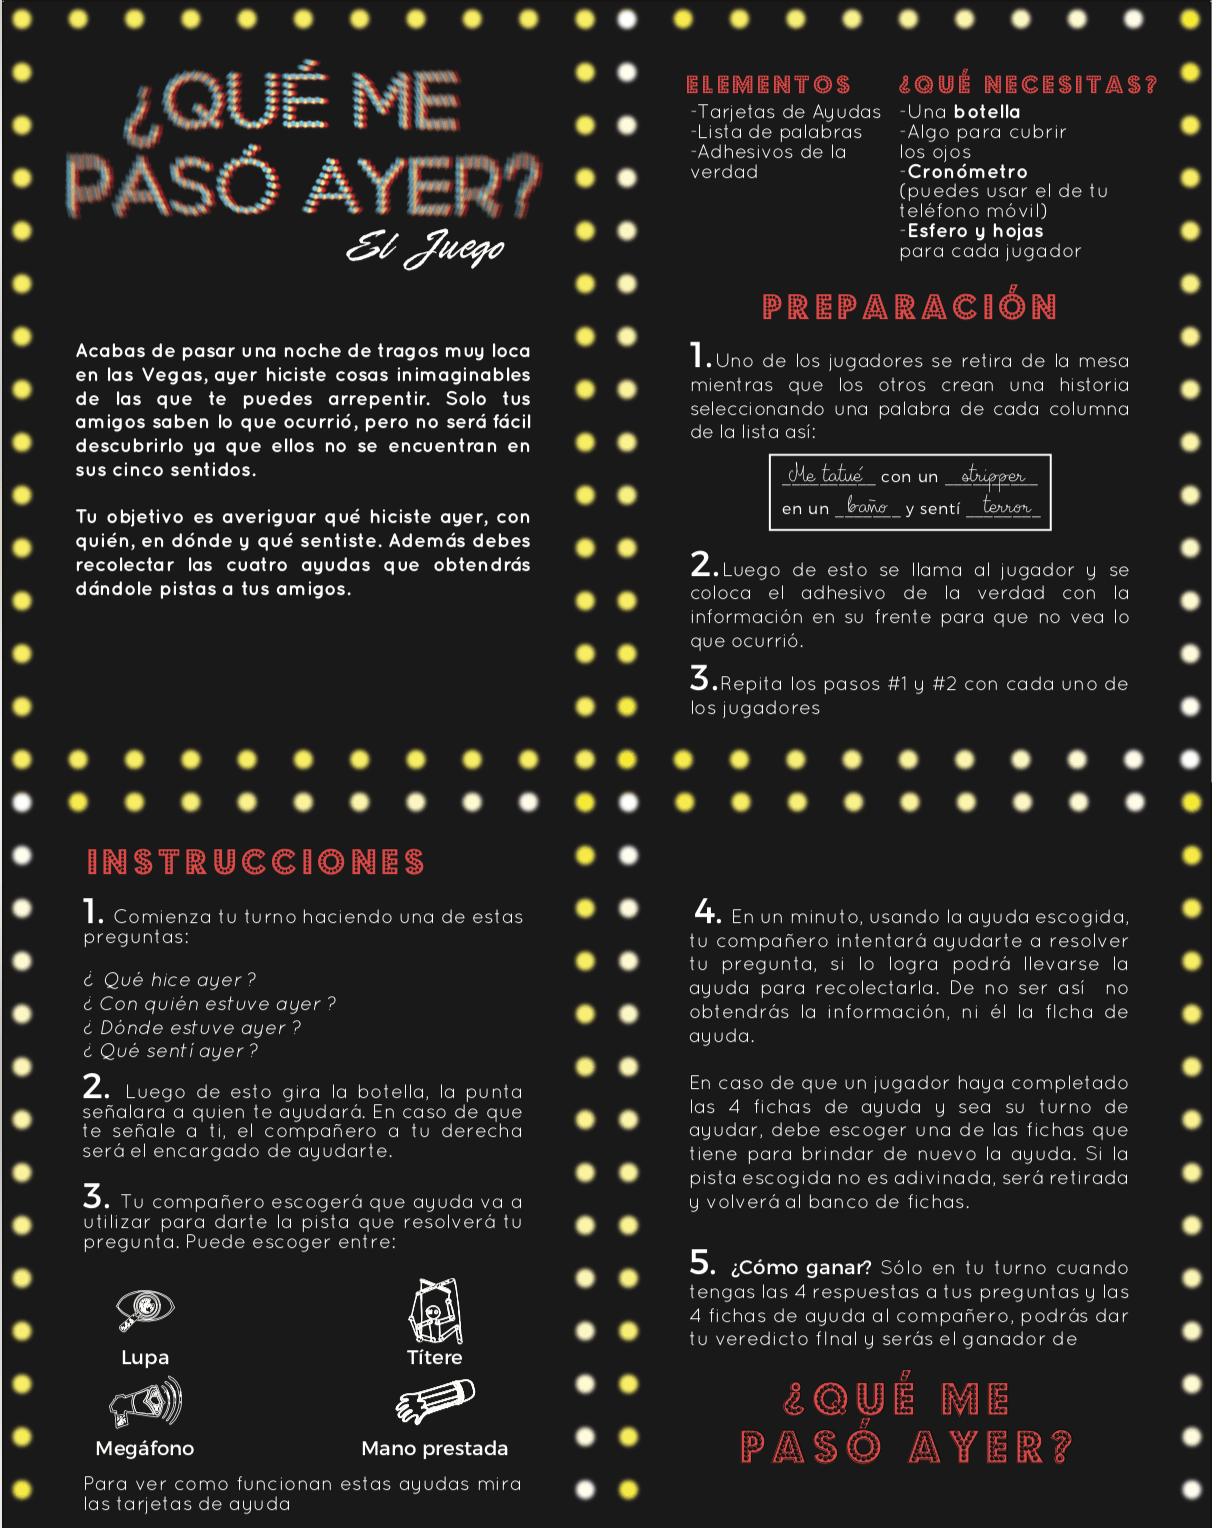 ¿QUÉ ME
PASÓ AYER?
El Juego
Acabas de pasar una noche de tragos muy loca
en las Vegas, ayer hiciste cosas inimaginables
de las que te puedes arrepentir. Solo tus
amigos saben lo que ocurrió, pero no será fácil
descubrirlo ya que ellos no se encuentran en
sus cinco sentidos.
Tu objetivo es averiguar qué hiciste ayer, con
quién, en dónde y qué sentiste. Además debes
recolectar las cuatro ayudas que obtendrás
dándole pistas a tus amigos.
ELEMENTOS
-Tarjetas de Ayudas
-Lista de palabras
-Adhesivos de la
verdad
¿QUÉ NECESITAS?
-Una botella
-Algo para cubrir
los ojos
-Cronómetro
(puedes usar el de tu
teléfono móvil)
-Esfero y hojas
para cada jugador
PREPARACIÓN
1.Uno de los jugadores se retira de la mesa
mientras que los otros crean una historia
seleccionando una palabra de cada columna
de la lista así:
Me tatué con un stripper
en un baño y sentí terror
2.Luego de esto se llama al jugador y se
coloca el adhesivo de la verdad con la
información en su frente para que no vea lo
que ocurrió.
3.Repita los pasos #1 y #2 con cada uno de
los jugadores
INSTRUCCIONES
1. Comienza tu turno haciendo una de estas
preguntas:
¿ Qué hice ayer ?
¿ Con quién estuve ayer ?
¿ Dónde estuve ayer ?
¿ Qué sentí ayer ?
2. Luego de esto gira la botella, la punta
señalara a quien te ayudará. En caso de que
te señale a ti, el compañero a tu derecha
será el encargado de ayudarte.
3. Tu compañero escogerá que ayuda va a
utilizar para darte la pista que resolverá tu
pregunta. Puede escoger entre:
Lupa
Títere
Megáfono
Mano prestada
Para ver como funcionan estas ayudas mira
las tarjetas de ayuda
4. En un minuto, usando la ayuda escogida,
tu compañero intentará ayudarte a resolver
tu pregunta, si lo logra podrá llevarse la
ayuda para recolectarla. De no ser así no
obtendrás la información, ni él la fIcha de
ayuda.
En caso de que un jugador haya completado
las 4 fichas de ayuda y sea su turno de
ayudar, debe escoger una de las fichas que
tiene para brindar de nuevo la ayuda. Si la
pista escogida no es adivinada, será retirada
y volverá al banco de fichas.
5. ¿Cómo ganar? Sólo en tu turno cuando
tengas las 4 respuestas a tus preguntas y las
4 fichas de ayuda al compañero, podrás dar
tu veredicto fInal y serás el ganador de
¿QUÉ ME
PASÓ AYER?